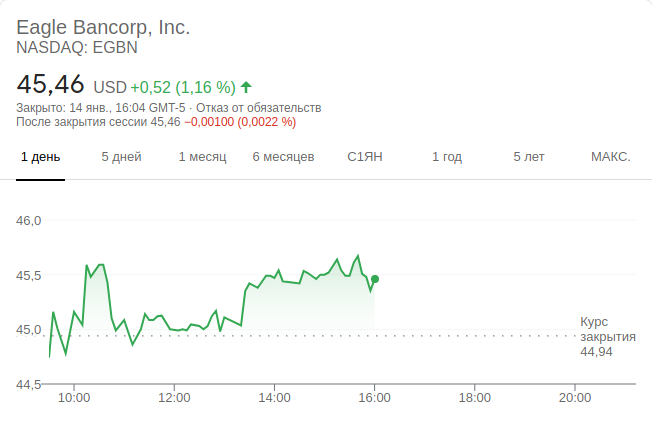 Eagle Bancorp, Inc.
NASDAQ: EGBN
45,46 USD +0,52 (1,16 %)
Закрыто: 14 янв., 16:04 GMT-5 · Отказ от обязательств
После закрытия сессии 45,46 −0,00100 (0,0022 %)
1 день 5 дней 1 месяц 6 месяцев С1ЯН 1 год 5 лет МАКС.
46,0
45,5
45,0
Курс
закрытия
44,94
44,5
10:00 12:00 14:00 16:00 18:00 20:00